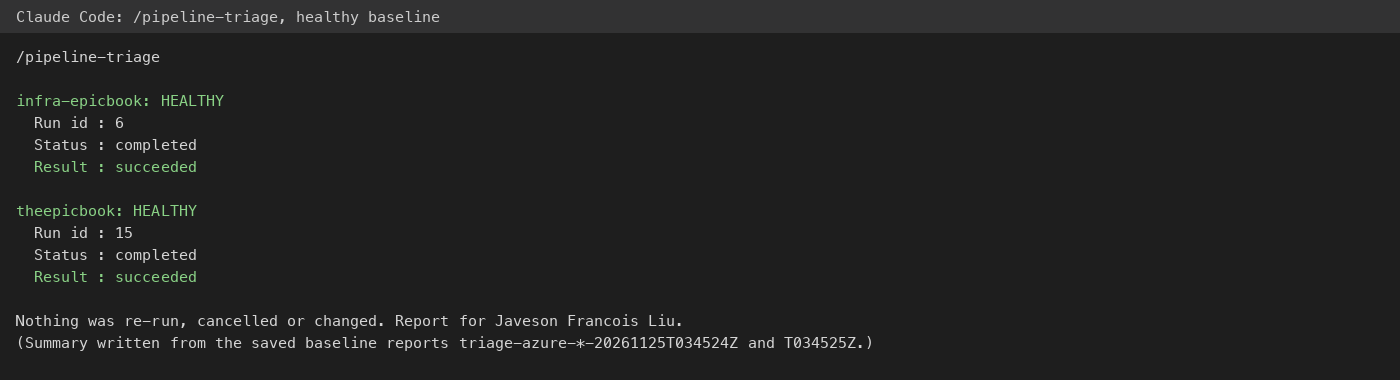 Claude Code: /pipeline-triage, healthy baseline
/pipeline-triage
infra-epicbook: HEALTHY
Run id : 6
Status : completed
Result : succeeded
theepicbook: HEALTHY
Run id : 15
Status : completed
Result : succeeded
Nothing was re-run, cancelled or changed. Report for Javeson Francois Liu.
(Summary written from the saved baseline reports triage-azure-*-20261125T034524Z and T034525Z.)